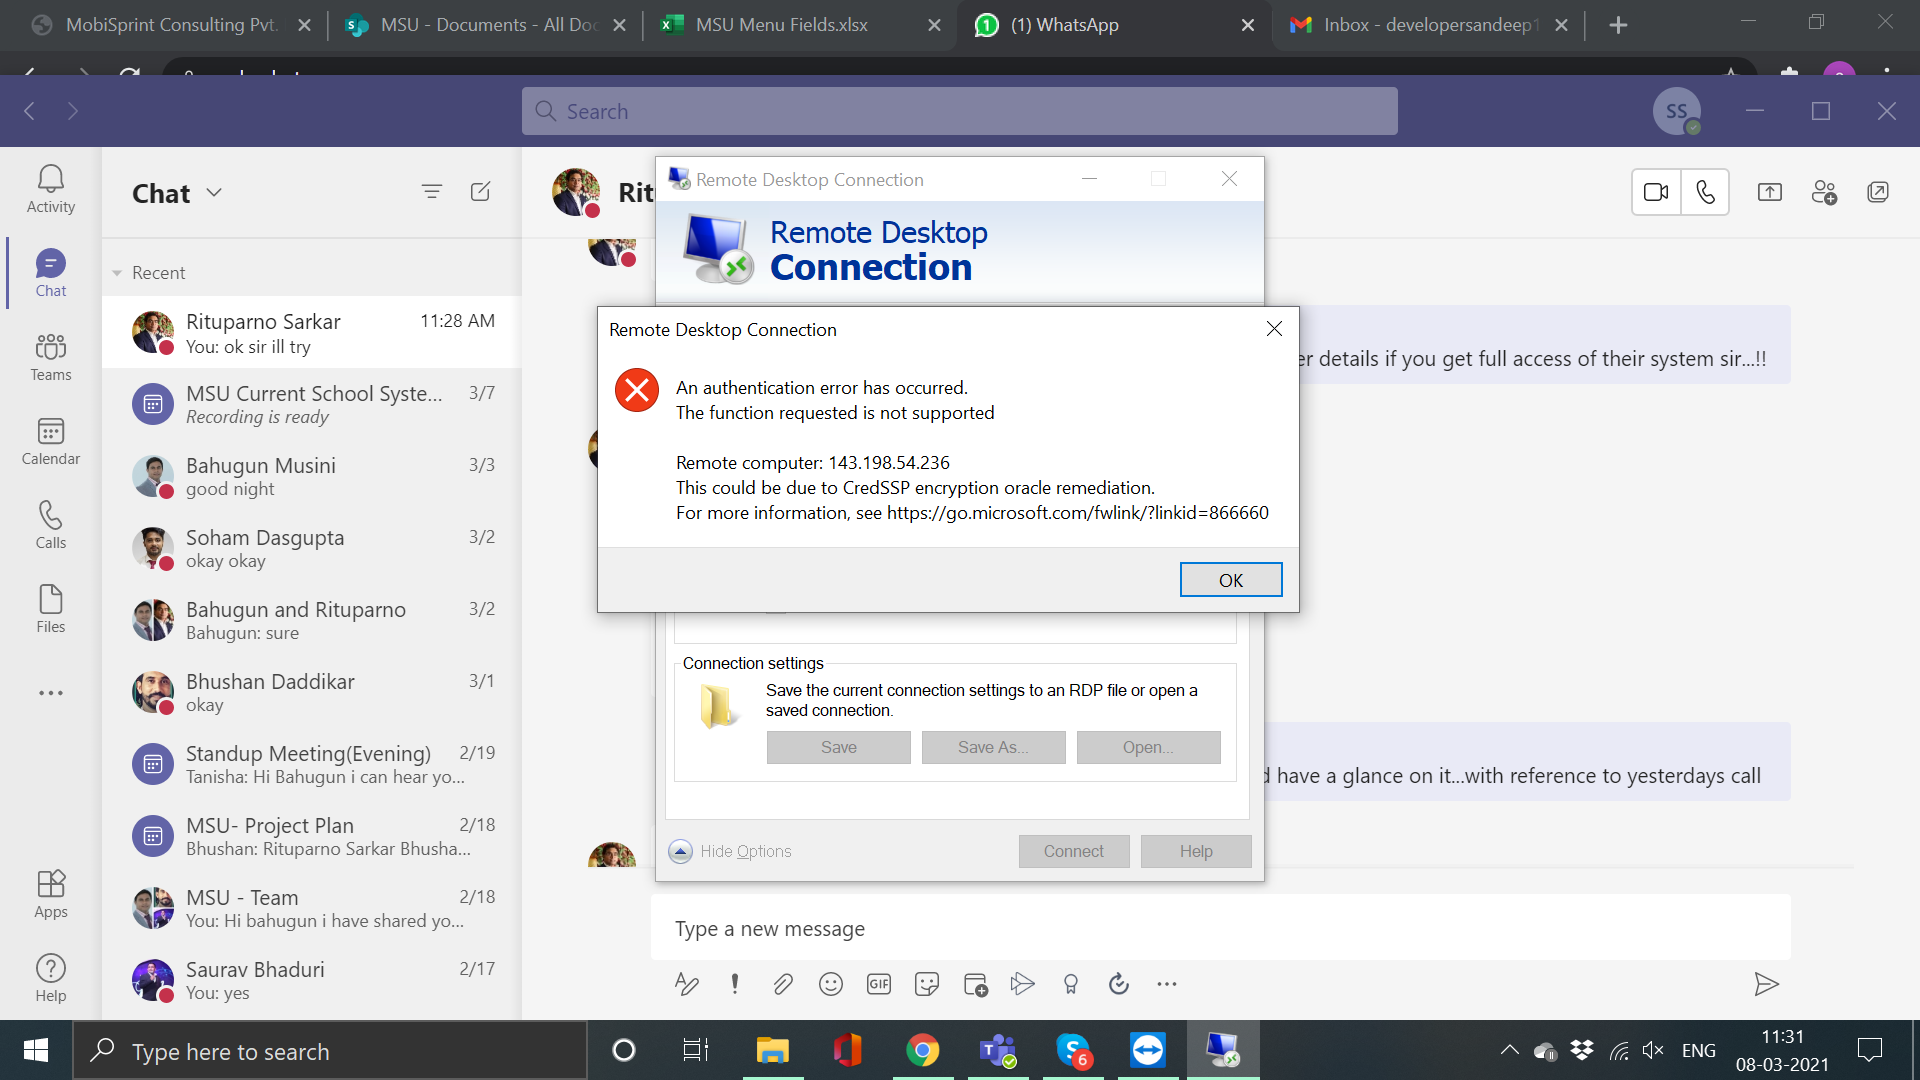 MobiSprint Consulting Pvt.
MSU - Documents - All Doc
MSU Menu Fields.xlsx
(1) WhatsApp
Inbox - developersandeep1
Search
SS
Activity
Chat
Teams
Calendar
Calls
Files
Apps
Help
Chat
Recent
Rituparno Sarkar 11:28 AM
You: ok sir ill try
MSU Current School Syste... 3/7
Recording is ready
Bahugun Musini 3/3
good night
Soham Dasgupta 3/2
okay okay
Bahugun and Rituparno 3/2
Bahugun: sure
Bhushan Daddikar 3/1
okay
Standup Meeting(Evening) 2/19
Tanisha: Hi Bahugun i can hear yo...
MSU- Project Plan 2/18
Bhushan: Rituparno Sarkar Bhusha...
MSU - Team 2/18
You: Hi bahugun i have shared yo...
Saurav Bhaduri 2/17
You: yes
Rit
er details if you get full access of their system sir...!!
d have a glance on it...with reference to yesterdays call
Remote Desktop Connection
Remote Desktop
Connection
Remote Desktop Connection
An authentication error has occurred.
The function requested is not supported
Remote computer: 143.198.54.236
This could be due to CredSSP encryption oracle remediation.
For more information, see https://go.microsoft.com/fwlink/?linkid=866660
OK
Connection settings
Save the current connection settings to an RDP file or open a
saved connection.
Save Save As... Open...
Hide Options Connect Help
Type a new message
GIF
Type here to search
6
ENG
11:31
08-03-2021